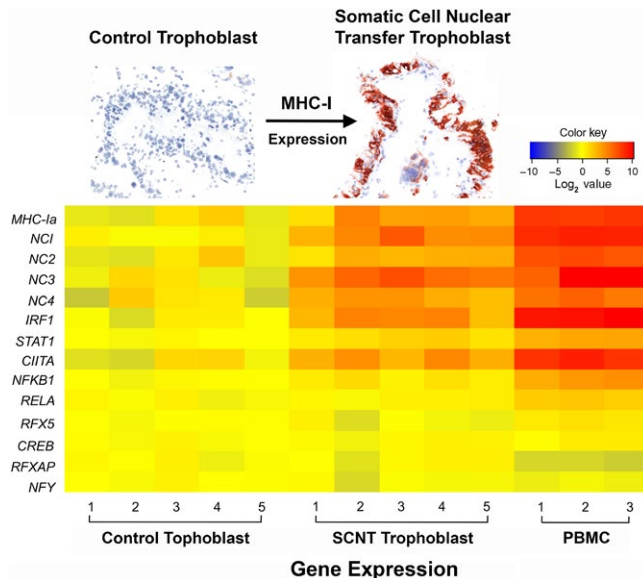 Control Trophoblast
Somatic Cell Nuclear
Transfer Trophoblast
MHC-I
Expression
Color key
-10 -5 0 5 10
Log2 value
MHC-Ia
NCI
NC2
NC3
NC4
IRF1
STAT1
CIITA
NFKB1
RELA
RFX5
CREB
RFXAP
NFY
1 2 3 4 5 1 2 3 4 5 1 2 3
Control Tophoblast SCNT Trophoblast PBMC
Gene Expression